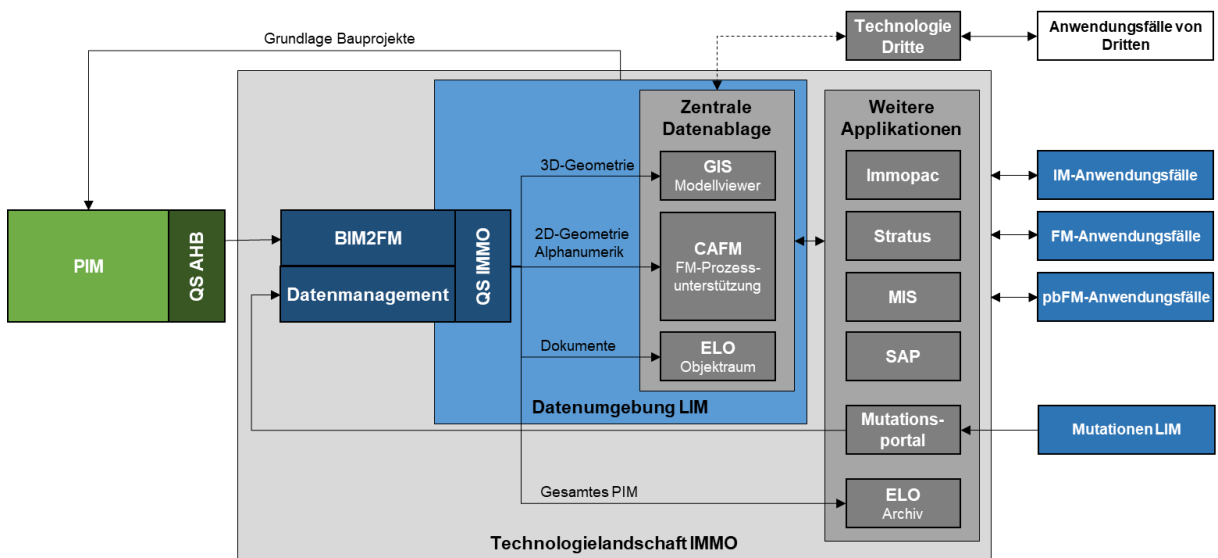 Grundlage Bauprojekte
Technologie
Dritte
Anwendungsfälle von
Dritten
Zentrale
Datenablage
Weitere
Applikationen
3D-Geometrie
GIS
Modellviewer
Immopac
IM-Anwendungsfälle
PIM
QS AHB
BIM2FM
Datenmanagement
QS IMMO
2D-Geometrie
Alphanumerik
CAFM
FM-Prozess-
unterstützung
Stratus
FM-Anwendungsfälle
MIS
pbFM-Anwendungsfälle
Dokumente
ELO
Objektraum
SAP
Datenumgebung LIM
Mutations-
portal
Mutationen LIM
Gesamtes PIM
ELO
Archiv
Technologielandschaft IMMO